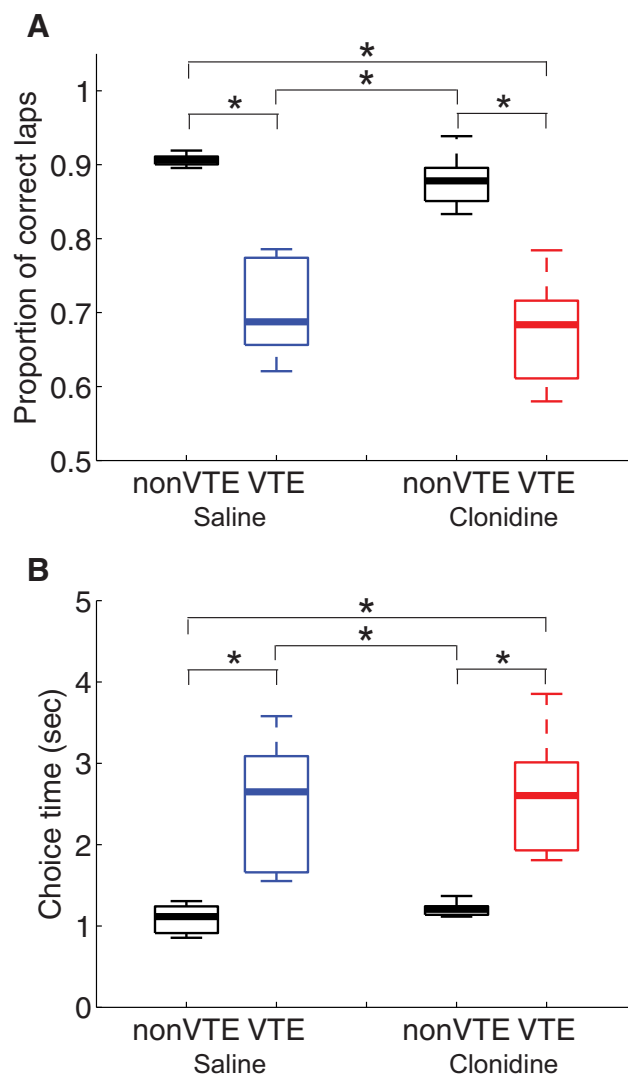 A
*
*
* *
1
0.9
0.8
0.7
0.6
0.5
Proportion of correct laps
nonVTE VTE nonVTE VTE
Saline Clonidine
B
*
*
* *
5
4
3
2
1
0
Choice time (sec)
nonVTE VTE nonVTE VTE
Saline Clonidine